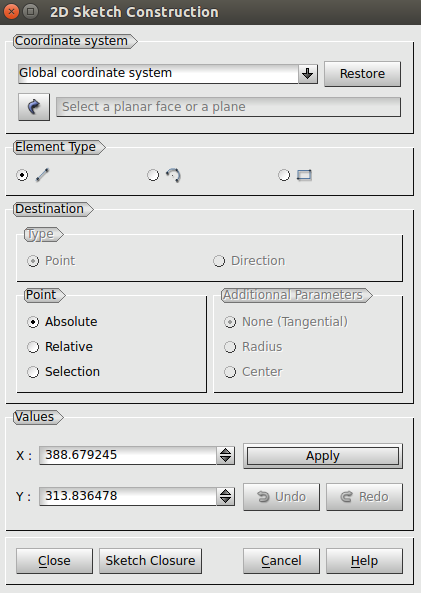 2D Sketch Construction
Coordinate system
Global coordinate system
Restore
Select a planar face or a plane
Element Type
Destination
Type
Point
Direction
Point
Additionnal Parameters
Absolute
None (Tangential)
Relative
Radius
Selection
Center
Values
X : 388.679245
Apply
Y : 313.836478
Undo
Redo
Close
Sketch Closure
Cancel
Help